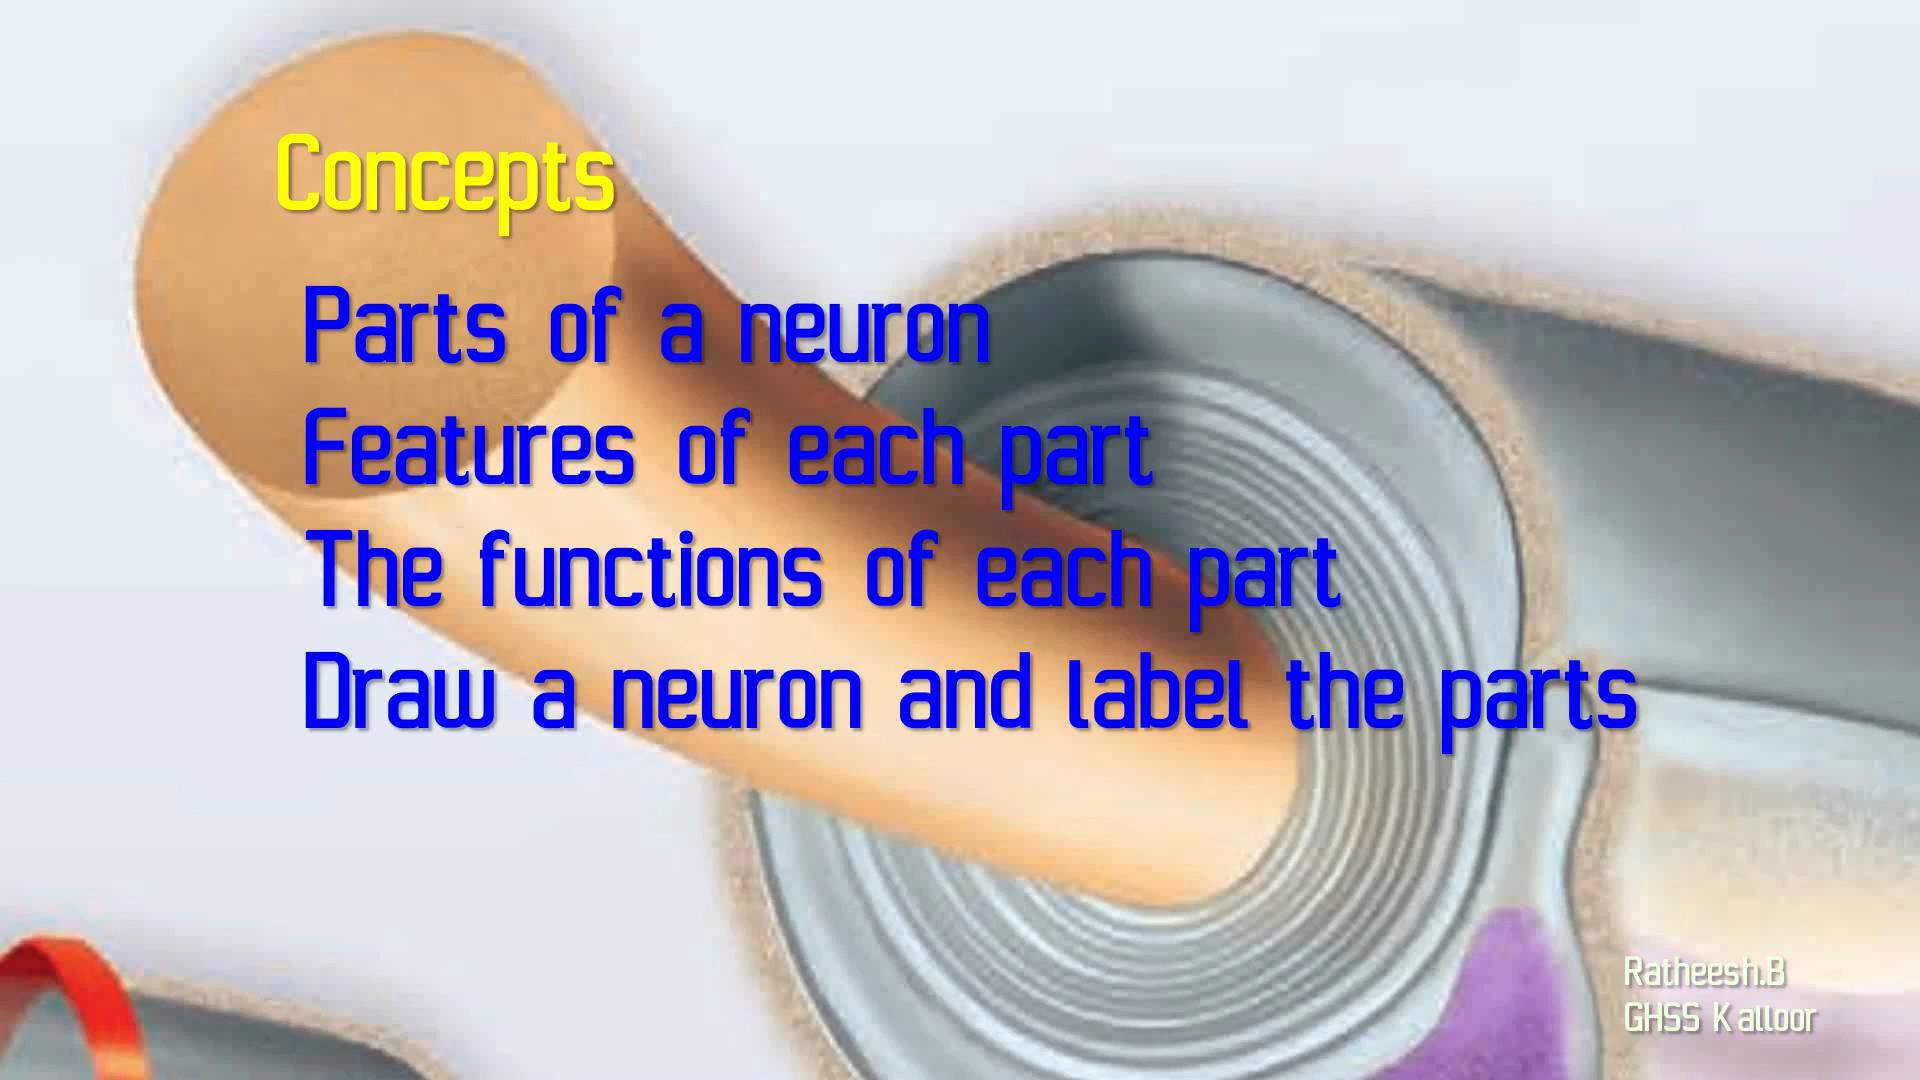 Concepts
Parts of a neuron
Features of each part
The functions of each part
Draw a neuron and label the parts
Ratheesh.B
GHSS Kalloor